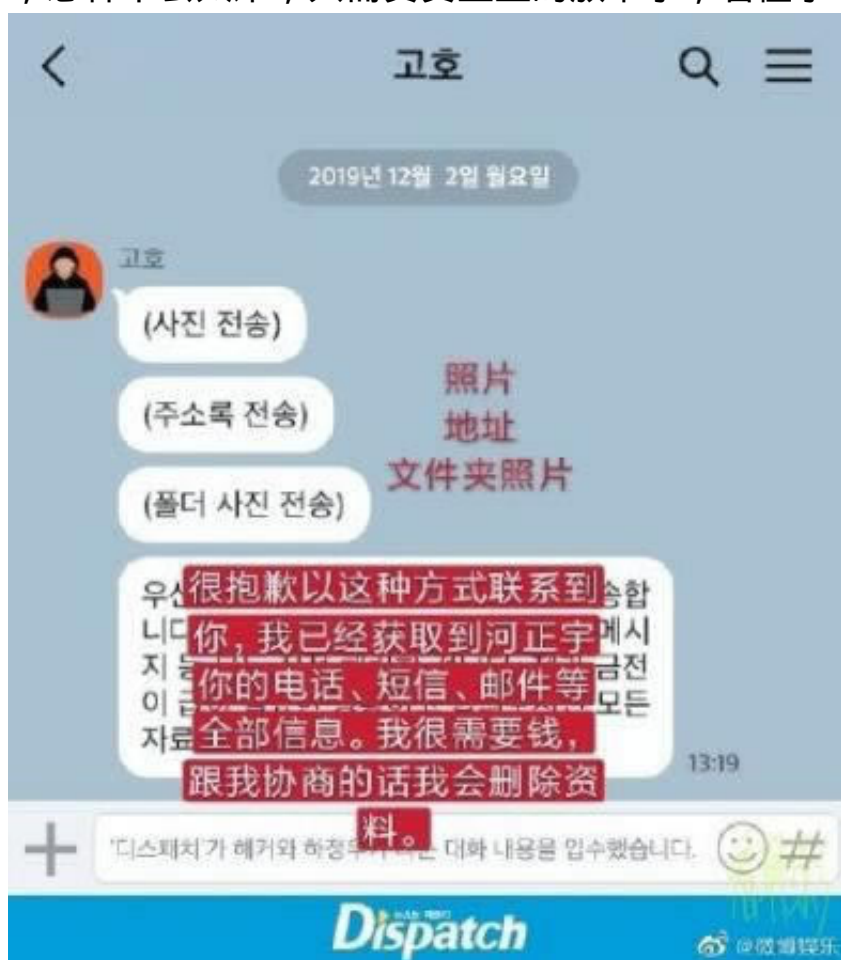 고호
2019년 12월 2일 월요일
고호
(사진 전송)
(주소록 전송)
(폴더 사진 전송)
照片
地址
文件夹照片
很抱歉以这种方式联系到
你，我已经获取到河正宇
你的电话、短信、邮件等
全部信息。我很需要钱，
跟我协商的话我会删除资
料。
니다
지
금전
이
모든
자료
13:19
'디스패치'가 해커와 하정우가 대화 내용을 입수했습니다.
#
Dispatch
@微博娱乐